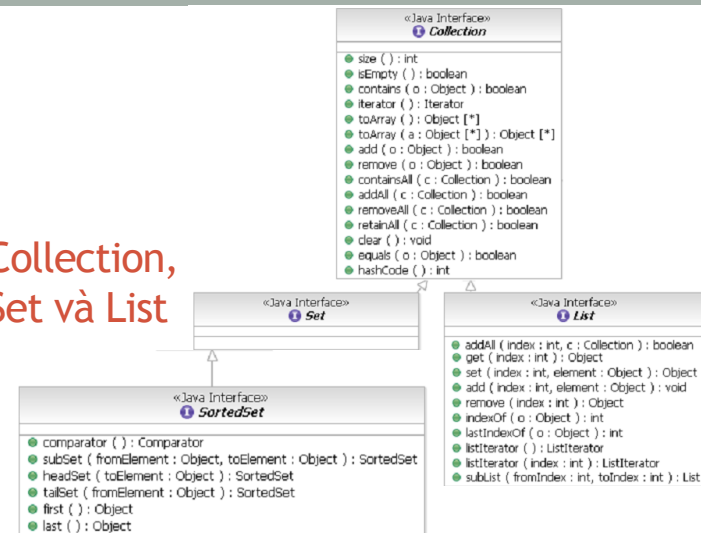 «Java Interface»
Collection
size ( ) : int
isEmpty ( ) : boolean
contains ( o : Object ) : boolean
iterator ( ) : Iterator
toArray ( ) : Object [*]
toArray ( a : Object [*] ) : Object [*]
add ( o : Object ) : boolean
remove ( o : Object ) : boolean
containsAll ( c : Collection ) : boolean
addAll ( c : Collection ) : boolean
removeAll ( c : Collection ) : boolean
retainAll ( c : Collection ) : boolean
clear ( ) : void
equals ( o : Object ) : boolean
hashCode ( ) : int
Collection,
Set và List
«Java Interface»
Set
«Java Interface»
List
addAll ( index : int, c : Collection ) : boolean
get ( index : int ) : Object
set ( index : int, element : Object ) : Object
add ( index : int, element : Object ) : void
remove ( index : int ) : Object
indexOf ( o : Object ) : int
lastIndexOf ( o : Object ) : int
listIterator ( ) : ListIterator
listIterator ( index : int ) : ListIterator
subList ( fromIndex : int, toIndex : int ) : List
«Java Interface»
SortedSet
comparator ( ) : Comparator
subSet ( fromElement : Object, toElement : Object ) : SortedSet
headSet ( toElement : Object ) : SortedSet
tailSet ( fromElement : Object ) : SortedSet
first ( ) : Object
last ( ) : Object